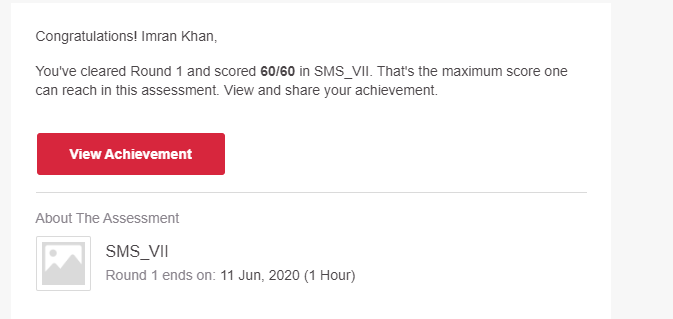 Congratulations! Imran Khan,
You've cleared Round 1 and scored 60/60 in SMS_VII. That's the maximum score one
can reach in this assessment. View and share your achievement.
View Achievement
About The Assessment
SMS_VII
Round 1 ends on: 11 Jun, 2020 (1 Hour)